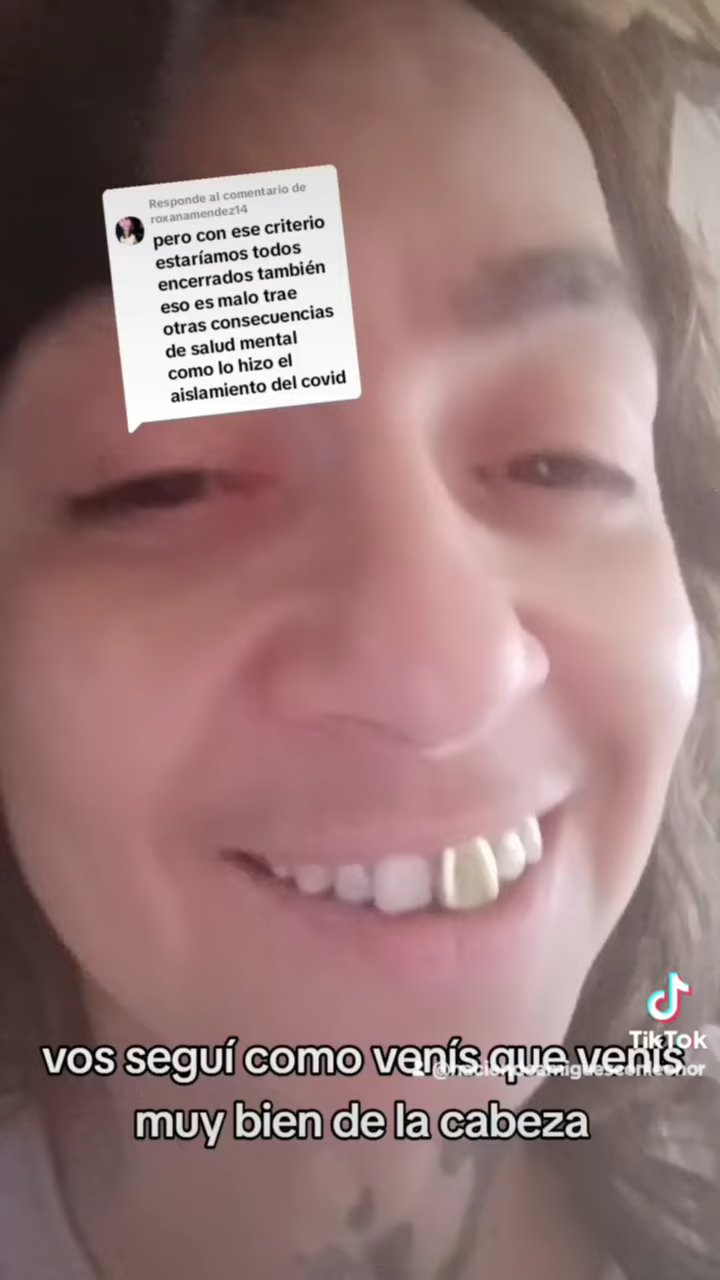 Responde al comentario de
roxanamendez14
pero con ese criterio
estaríamos todos
encerrados también
eso es malo trae
otras consecuencias
de salud mental
como lo hizo el
aislamiento del covid
TikTok
vos seguí como venís que venís
muy bien de la cabeza